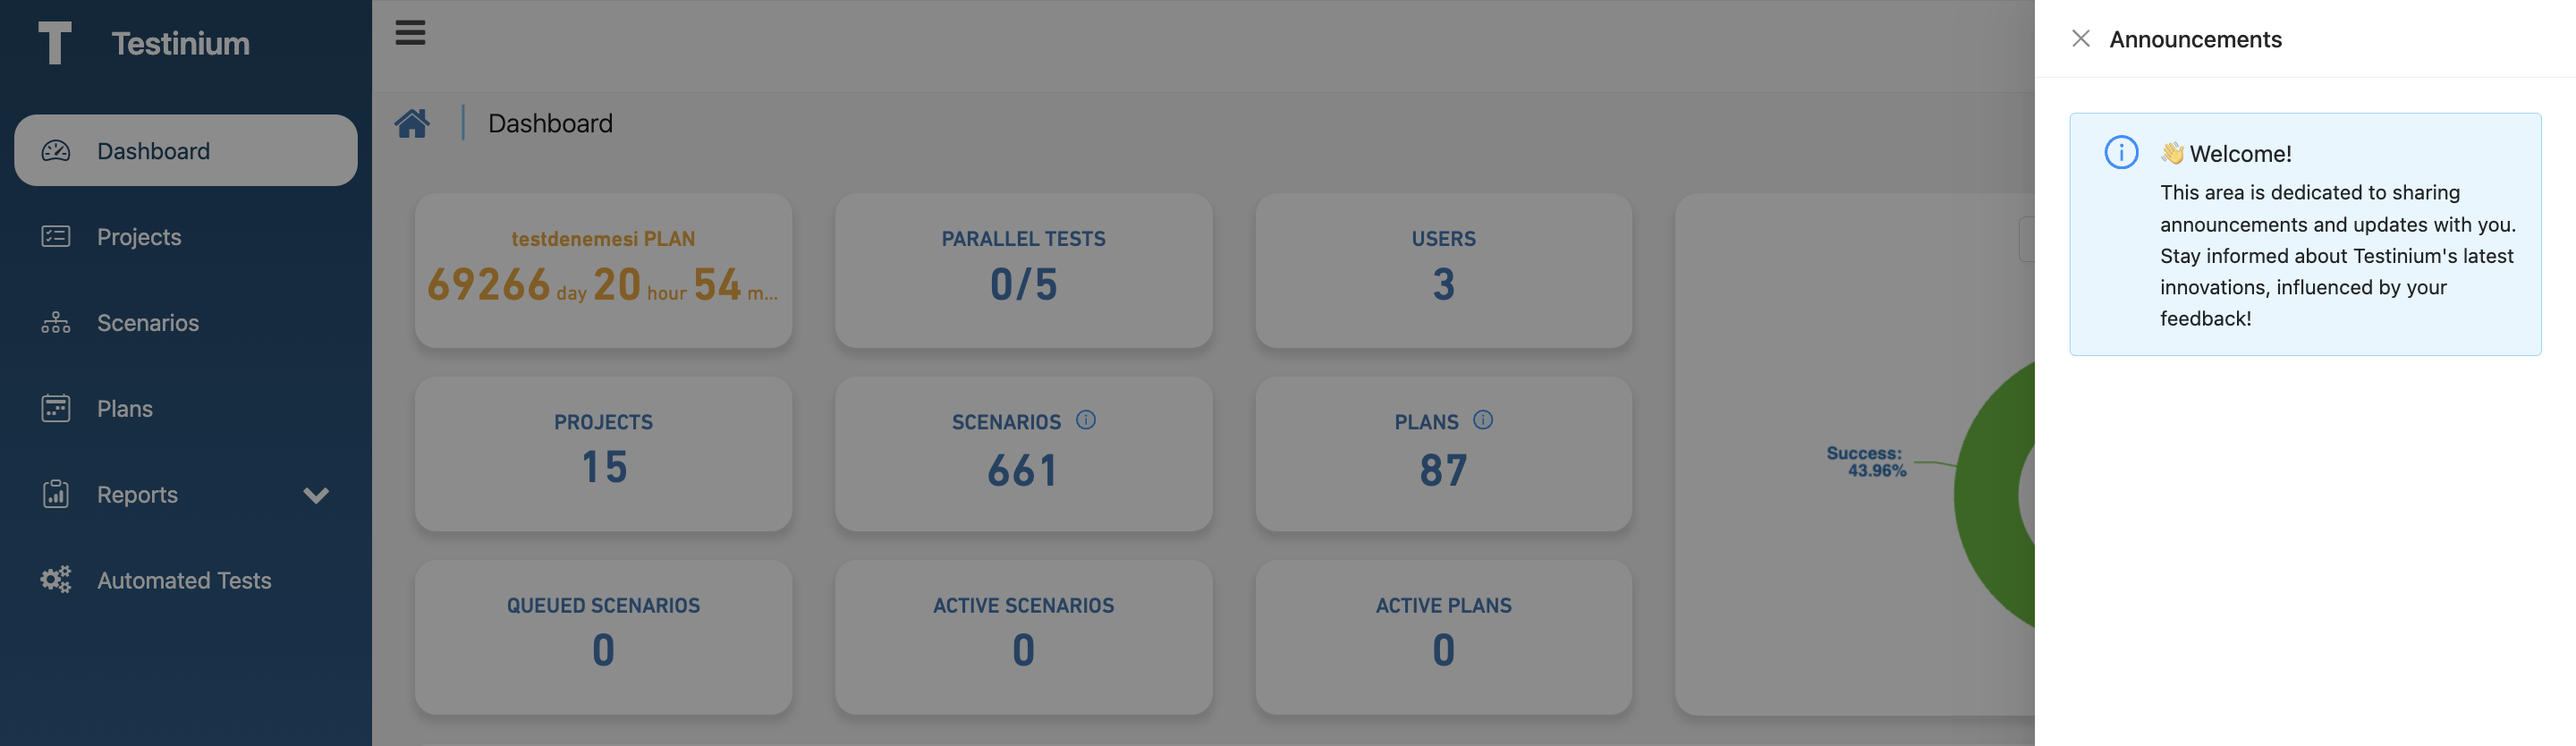 Testinium
Dashboard
Projects
Scenarios
Plans
Reports
Automated Tests
Dashboard
testdenemesi PLAN
69266 day 20 hour 54 m...
PARALLEL TESTS
0/5
USERS
3
PROJECTS
15
SCENARIOS
661
PLANS
87
QUEUED SCENARIOS
0
ACTIVE SCENARIOS
0
ACTIVE PLANS
0
Success:
43.96%
Announcements
👋 Welcome!
This area is dedicated to sharing
announcements and updates with you.
Stay informed about Testinium's latest
innovations, influenced by your
feedback!